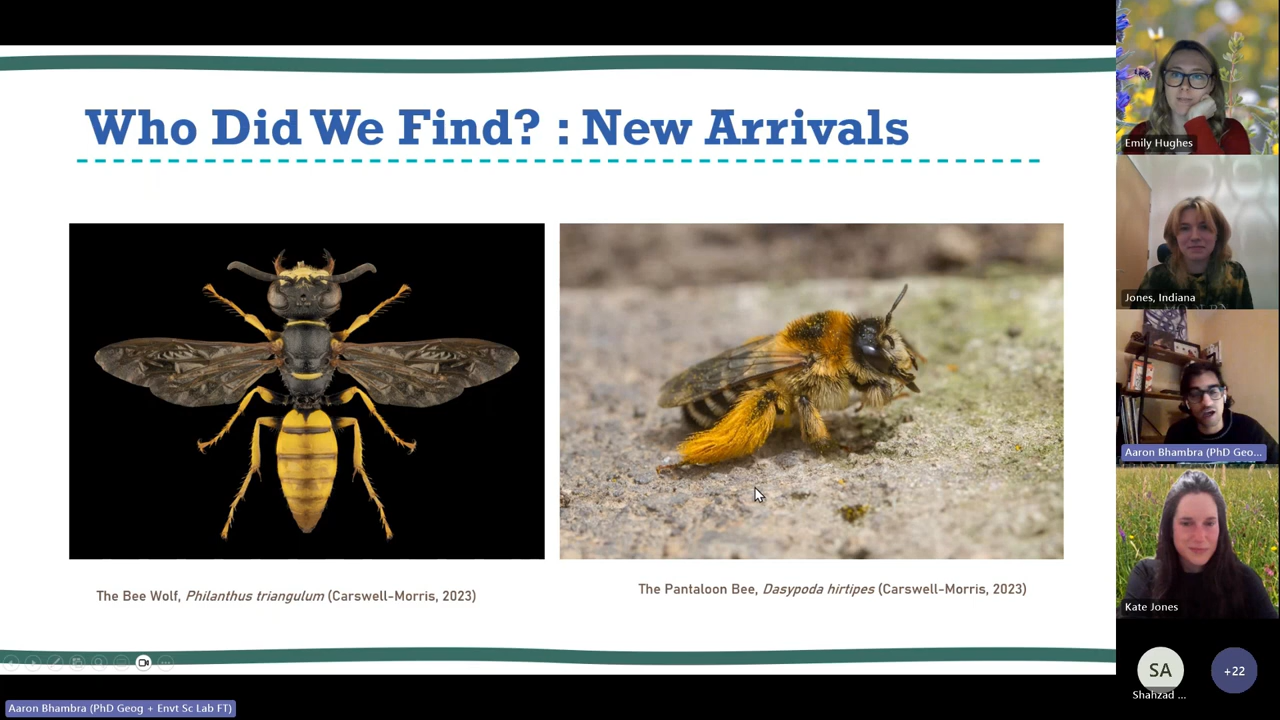 Who Did We Find? : New Arrivals
The Bee Wolf, Philanthus triangulum (Carswell-Morris, 2023)
The Pantaloon Bee, Dasypoda hirtipes (Carswell-Morris, 2023)
Emily Hughes
Jones, Indiana
Aaron Bhambra (PhD Geo...
Kate Jones
SA
+22
Shahzad ...
Aaron Bhambra (PhD Geog + Envt Sc Lab FT)